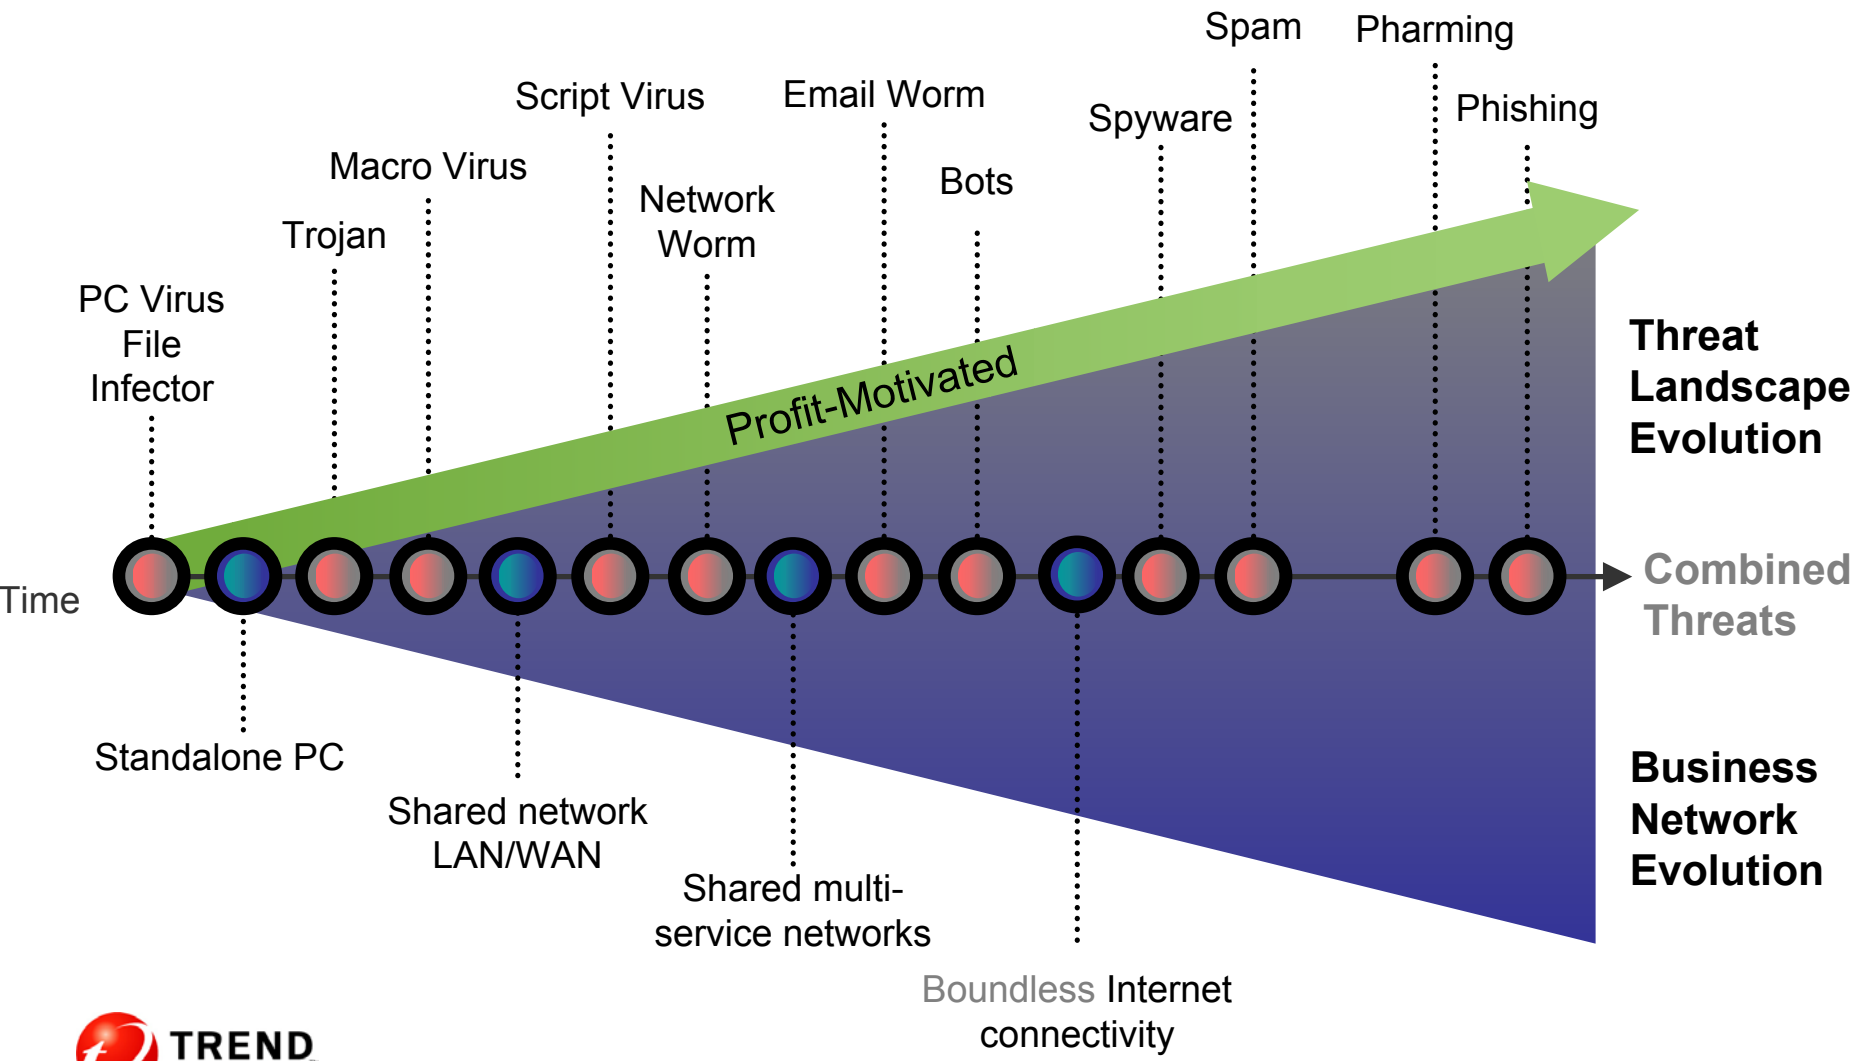 Spam
Pharming
Script Virus
Email Worm
Spyware
Phishing
Macro Virus
Bots
Network
Worm
Trojan
PC Virus
File
Infector
Profit-Motivated
Threat
Landscape
Evolution
Time
Combined
Threats
Standalone PC
Shared network
LAN/WAN
Shared multi-
service networks
Boundless Internet
connectivity
Business
Network
Evolution
TREND